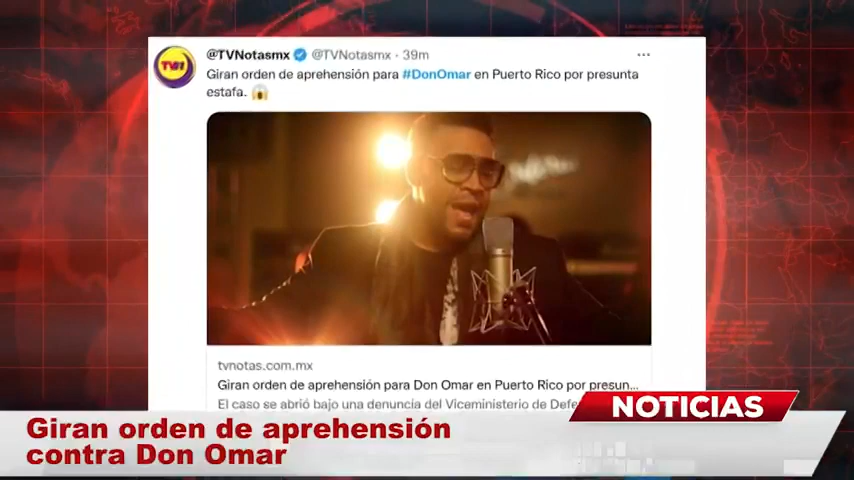 @TVNotasmx @TVNotasmx · 39m
Giran orden de aprehensión para #DonOmar en Puerto Rico por presunta
estafa. 😱
TVN
tvnotas.com.mx
Giran orden de aprehensión para Don Omar en Puerto Rico por presun...
El caso se abrió bajo una denuncia del Viceministerio de
NOTICIAS
Giran orden de aprehensión
contra Don Omar